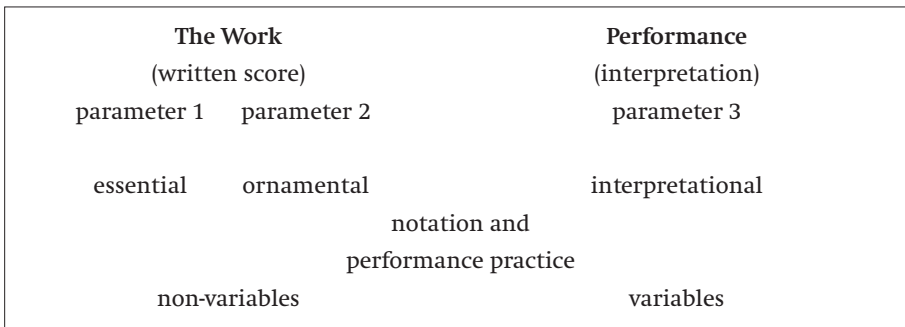 The Work Performance
(written score) (interpretation)
parameter 1 parameter 2 parameter 3
essential ornamental interpretational
notation and
performance practice
non-variables variables